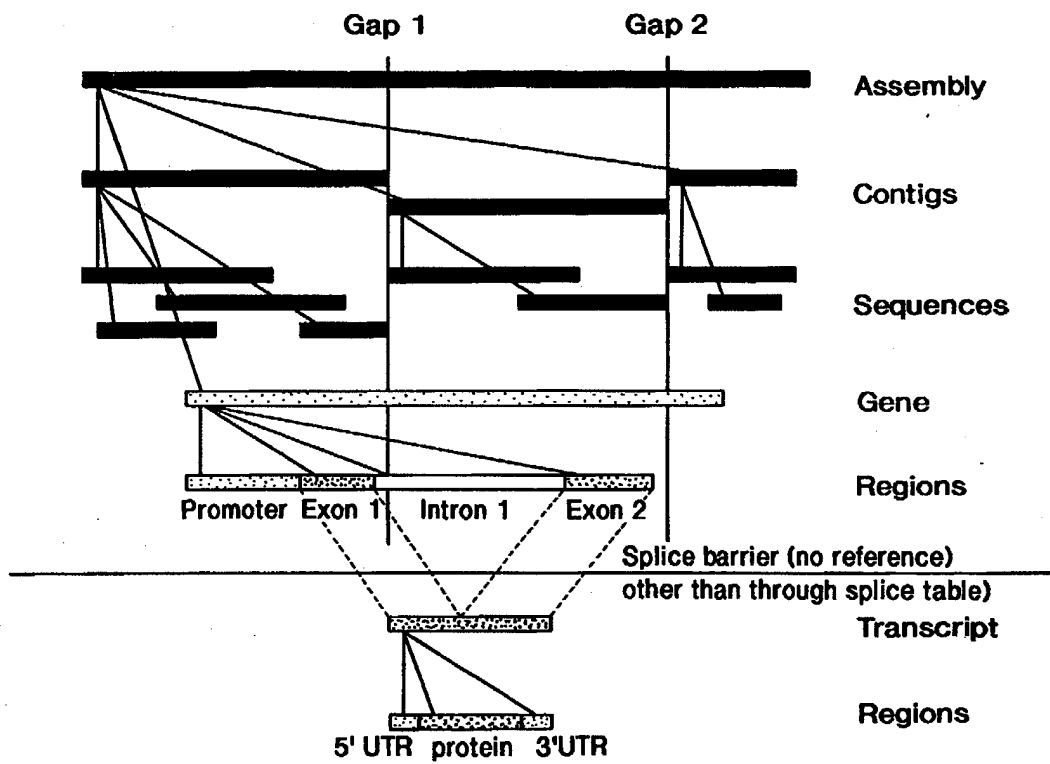 Gap 1
Gap 2
Assembly
Contigs
Sequences
Gene
Regions
Promoter
Exon 1
Intron 1
Exon 2
Splice barrier (no reference)
other than through splice table)
Transcript
Regions
5' UTR
protein
3'UTR